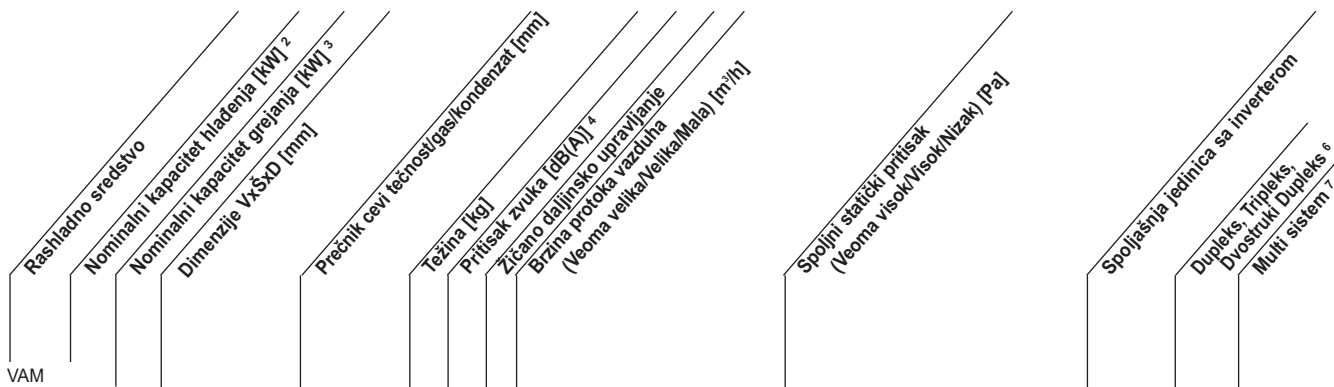 Rashladno sredstvo
Nominalni kapacitet hlađenja [kW] ²
Nominalni kapacitet grejanja [kW] ³
Dimenzije VxŠxD [mm]
Prečnik cevi tečnost/gas/kondenzat [mm]
Težina [kg]
Pritisak zvuka [dB(A)] ⁴
Žičano daljinsko upravljanje
Brzina protoka vazduha
(Veoma velika/Velika/Mala) [m³/h]
Spoljni statički pritisak
(Veoma visok/Visok/Nizak) [Pa]
Spoljašnja jedinica sa inverterom
Dupleks, Tripleks,
Dvostruki Dupleks ⁶
Multi sistem ⁷
VAM